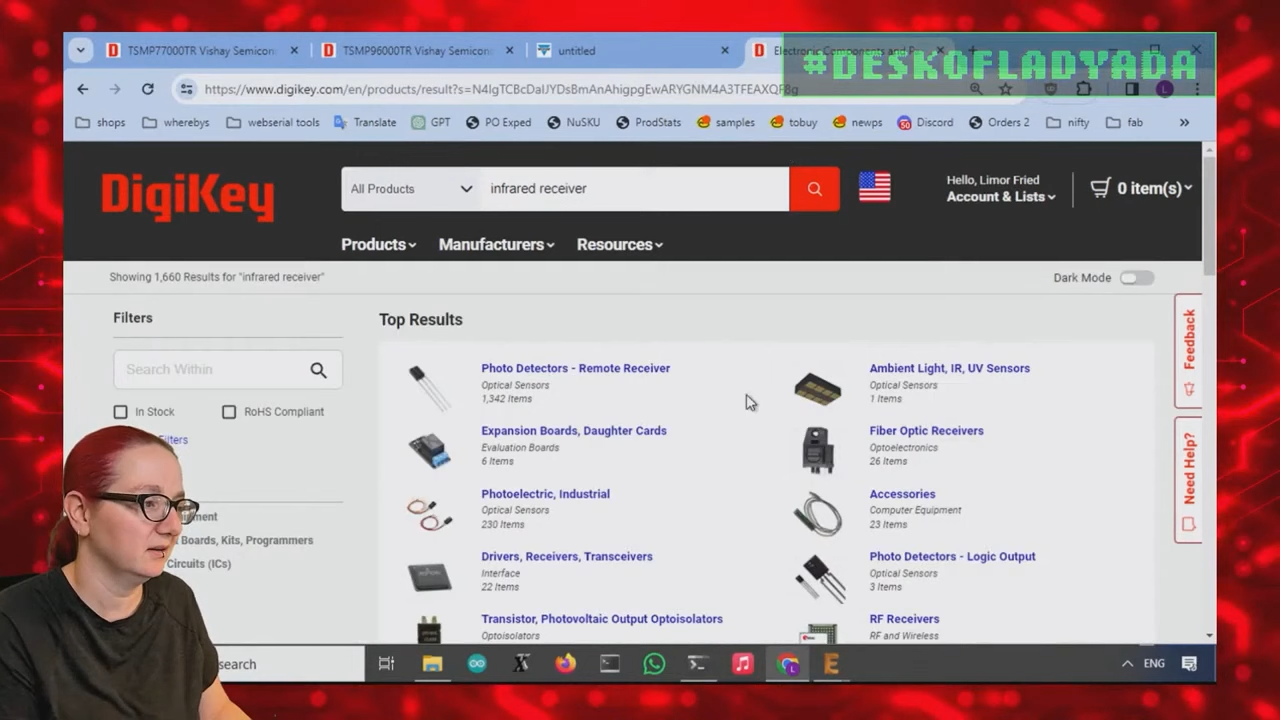 TSMP77000TR Vishay Semicon
TSMP96000TR Vishay Semicon
untitled
Electronic Components and P
#DESKOFLADYADA
https://www.digikey.com/en/products/result?s=N4IgTCBcDaIJYDsBmAnAhigpgEwARYGNM4A3TFEAXQF8g
shops
whereby
webserial tools
Translate
GPT
PO Exped
NuSKU
ProdStats
samples
tobuy
newps
Discord
Orders 2
nifty
fab
DigiKey
All Products
infrared receiver
Hello, Limor Fried
Account & Lists
0 item(s)
Products
Manufacturers
Resources
Showing 1,660 Results for "infrared receiver"
Dark Mode
Filters
Search Within
In Stock
RoHS Compliant
Filters
Boards, Kits, Programmers
Circuits (ICs)
Top Results
Photo Detectors - Remote Receiver
Optical Sensors
1,342 Items
Ambient Light, IR, UV Sensors
Optical Sensors
1 Items
Expansion Boards, Daughter Cards
Evaluation Boards
6 Items
Fiber Optic Receivers
Optoelectronics
26 Items
Photoelectric, Industrial
Optical Sensors
230 Items
Accessories
Computer Equipment
23 Items
Drivers, Receivers, Transceivers
Interface
22 Items
Photo Detectors - Logic Output
Optical Sensors
3 Items
Transistor, Photovoltaic Output Optoisolators
Optoisolators
RF Receivers
RF and Wireless
Feedback
Need Help?
search
ENG